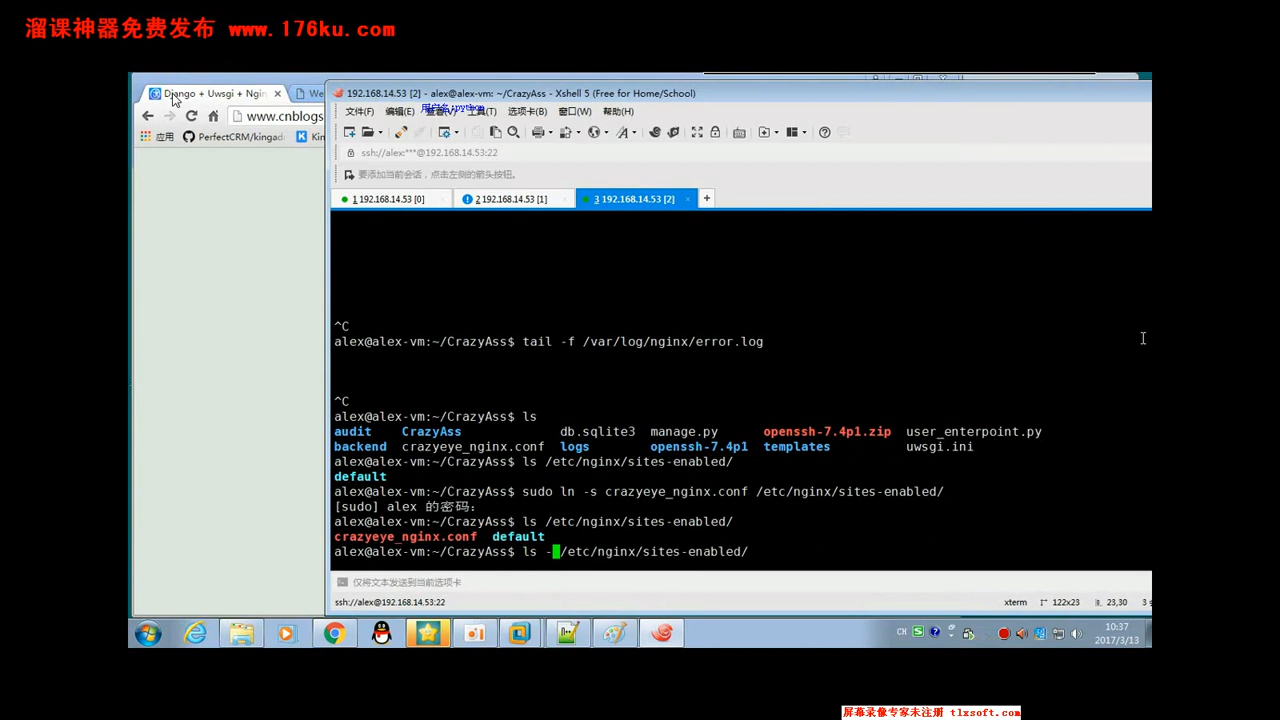 溜课神器免费发布 www.176ku.com
Django + Uwsgi + Ngin
We
www.cnblogs
应用 PerfectCRM/kingad
192.168.14.53 [2] - alex@alex-vm: ~/CrazyAss - Xshell 5 (Free for Home/School)
文件(F) 编辑(E) 工具(T) 选项卡(B) 窗口(W) 帮助(H)
ssh://alex:***@192.168.14.53:22
要添加当前会话，点击左侧的箭头按钮。
1 192.168.14.53 [0] 2 192.168.14.53 [1] 3 192.168.14.53 [2] +
^C
alex@alex-vm:~/CrazyAss$ tail -f /var/log/nginx/error.log
^C
alex@alex-vm:~/CrazyAss$ ls
audit CrazyAss db.sqlite3 manage.py openssh-7.4p1.zip user_enterpoint.py
backend crazyeye_nginx.conf logs openssh-7.4p1 templates uwsgi.ini
alex@alex-vm:~/CrazyAss$ ls /etc/nginx/sites-enabled/
default
alex@alex-vm:~/CrazyAss$ sudo ln -s crazyeye_nginx.conf /etc/nginx/sites-enabled/
[sudo] alex 的密码：
alex@alex-vm:~/CrazyAss$ ls /etc/nginx/sites-enabled/
crazyeye_nginx.conf default
alex@alex-vm:~/CrazyAss$ ls - /etc/nginx/sites-enabled/
仅将文本发送到当前选项卡
ssh://alex@192.168.14.53:22 xterm 122x23 23,30 3
CH 10:37
2017/3/13
屏幕录像专家未注册 tlxsoft.com